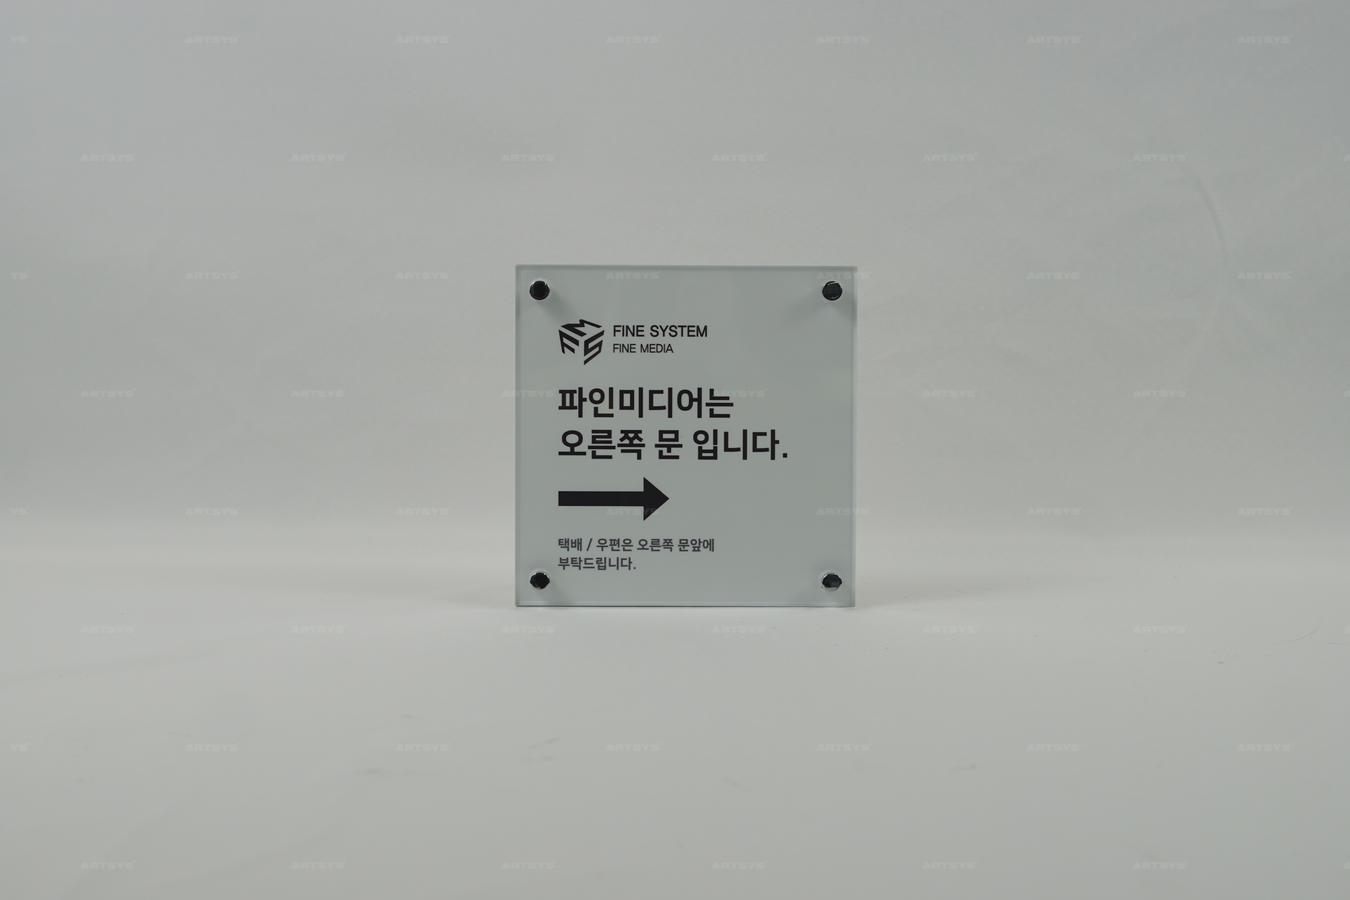 FINE SYSTEM
FINE MEDIA
파인미디어는
오른쪽 문 입니다.
택배 / 우편은 오른쪽 문앞에
부탁드립니다.
ARTSYS